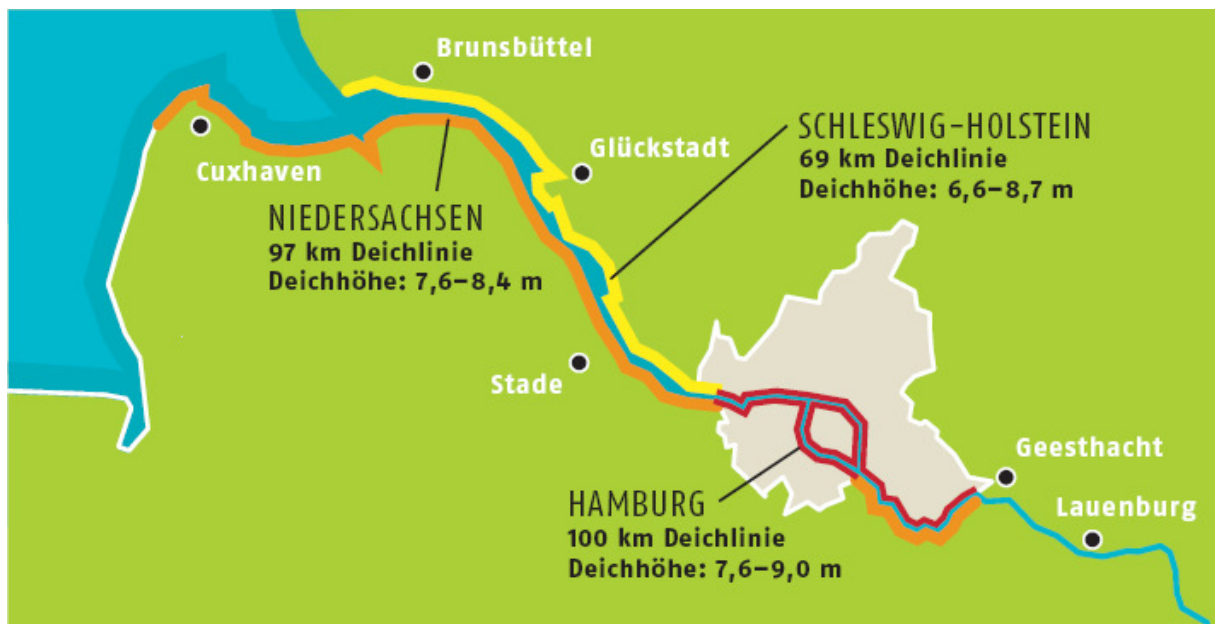 Brunsbüttel
SCHLESWIG-HOLSTEIN
69 km Deichlinie
Deichhöhe: 6,6–8,7 m
Glückstadt
Cuxhaven
NIEDERSACHSEN
97 km Deichlinie
Deichhöhe: 7,6–8,4 m
Stade
Geesthacht
Lauenburg
HAMBURG
100 km Deichlinie
Deichhöhe: 7,6–9,0 m